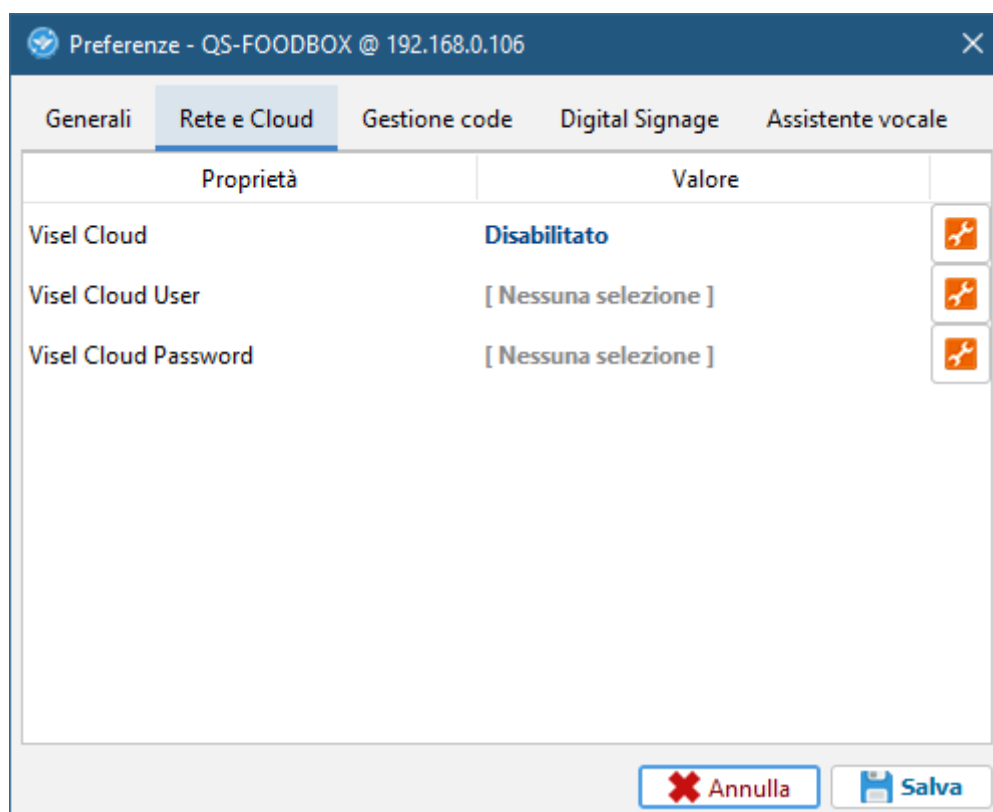 Preferenze - QS-FOODBOX @ 192.168.0.106
Generali Rete e Cloud Gestione code Digital Signage Assistente vocale
Proprietà Valore
Visel Cloud Disabilitato
Visel Cloud User [ Nessuna selezione ]
Visel Cloud Password [ Nessuna selezione ]
Annulla Salva